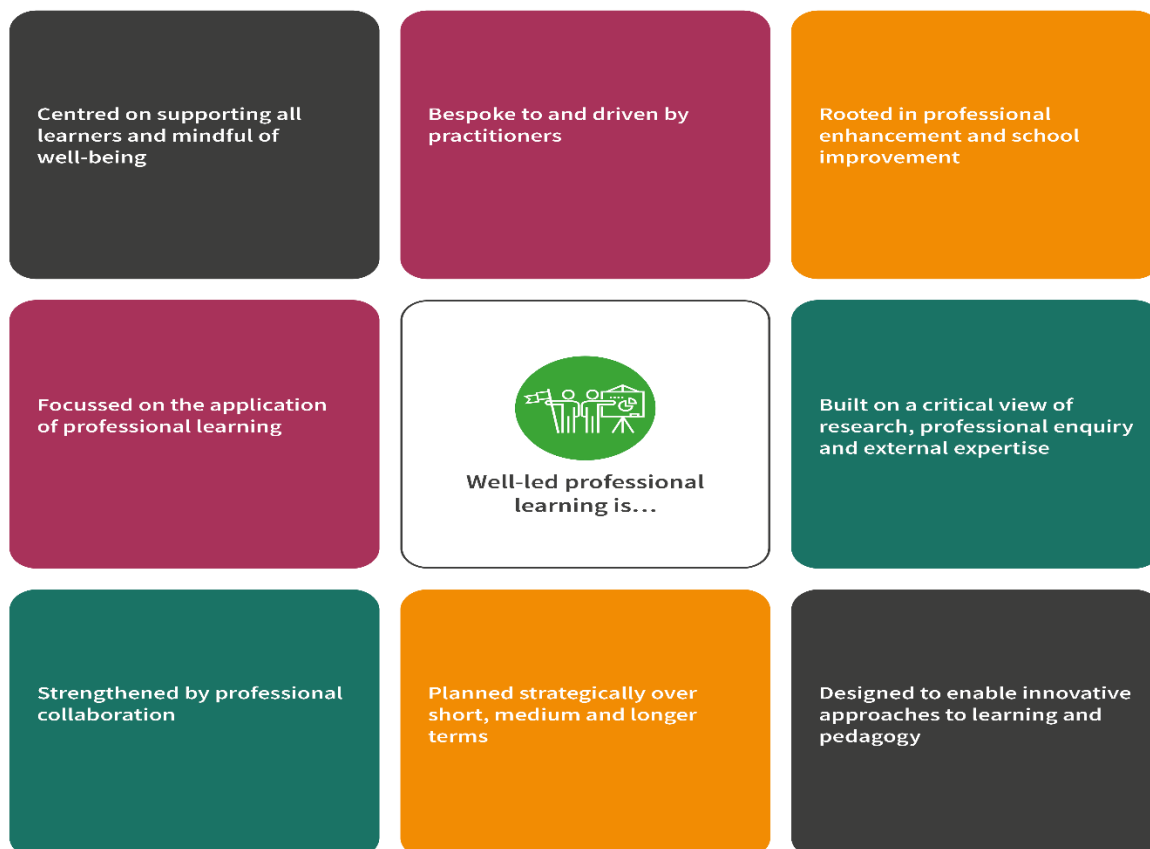 Centred on supporting all
learners and mindful of
well-being
Bespoke to and driven by
practitioners
Rooted in professional
enhancement and school
improvement
Focussed on the application
of professional learning
Well-led professional
learning is...
Built on a critical view of
research, professional enquiry
and external expertise
Strengthened by professional
collaboration
Planned strategically over
short, medium and longer
terms
Designed to enable innovative
approaches to learning and
pedagogy